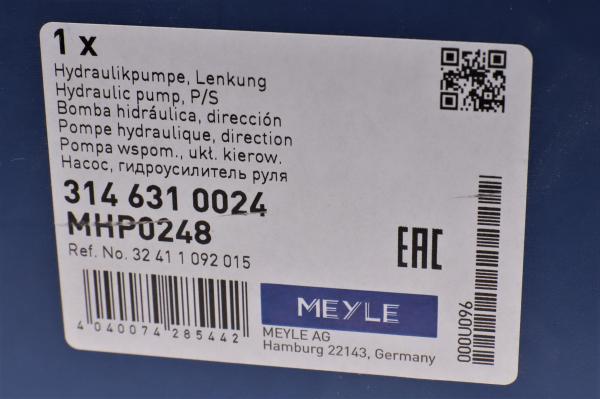 1 x
Hydraulikpumpe, Lenkung
Hydraulic pump, P/S
Bomba hidráulica, dirección
Pompe hydraulique, direction
Pompa wspom., ukł. kierow.
Насос, гидроусилитель руля
314 631 0024
MHP0248
Ref. No. 32 41 1 092 015
EAC
4 040074 285442
MEYLE
MEYLE AG
Hamburg 22143, Germany
000U096